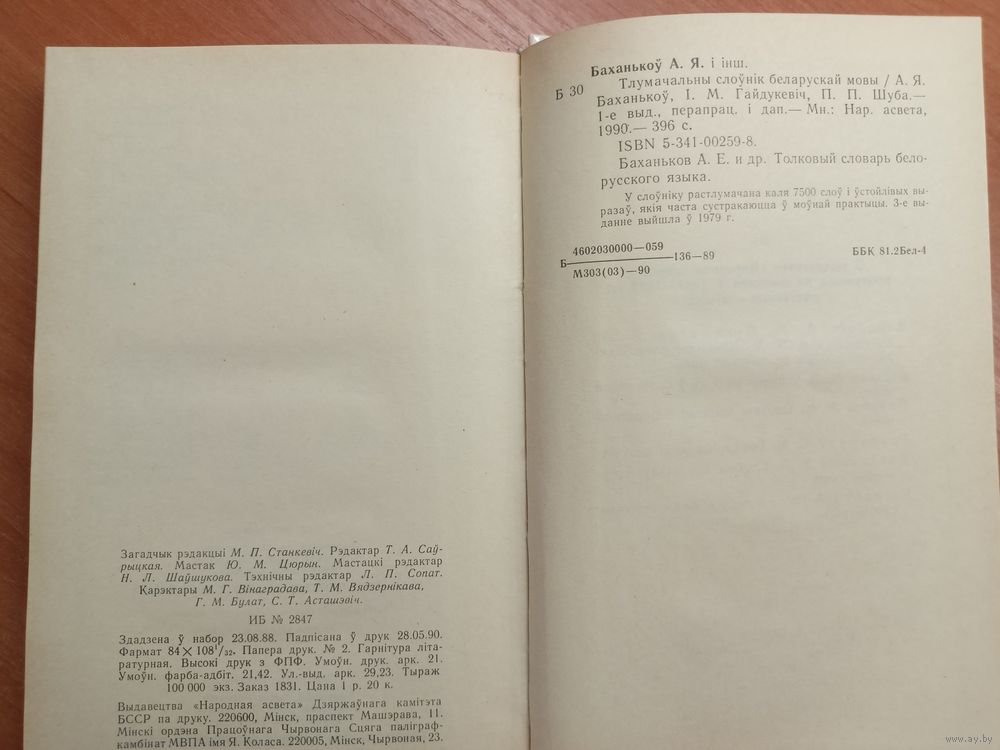 Загадчык рэдакцыі М. П. Станкевіч. Рэдактар Т. А. Саў-
рыцкая. Мастак Ю. М. Цюрын. Мастацкі рэдактар
Н. Л. Шаўшукова. Тэхнічны рэдактар Л. П. Сопат.
Карэктары М. Г. Вінаградава, Т. М. Вядзернікава,
Г. М. Булат, С. Т. Асташэвіч.
ИБ № 2847
Здадзена ў набор 23.08.88. Падпісана ў друк 28.05.90.
Фармат 84×108¹/₃₂. Папера друк. № 2. Гарнітура літа-
ратурная. Высокі друк з ФПФ. Умоўн. друк. арк. 21.
Умоўн. фарба-адбіт. 21,42. Ул.-выд. арк. 29,23. Тыраж
100 000 экз. Заказ 1831. Цана 1 р. 20 к.
Выдавецтва «Народная асвета» Дзяржаўнага камітэта
БССР па друку. 220600, Мінск, праспект Машэрава, 11.
Мінскі ордэна Працоўнага Чырвонага Сцяга паліграф-
камбінат МВПА імя Я. Коласа. 220005, Мінск, Чырвоная, 23.
Баханькоў А. Я. і інш.
Б 30
Тлумачальны слоўнік беларускай мовы / А. Я.
Баханькоў, І. М. Гайдукевіч, П. П. Шуба.—
1-е выд., перапрац. і дап.— Мн.: Нар. асвета,
1990.— 396 с.
ISBN 5-341-00259-8.
Баханьков А. Е. и др. Толковый словарь бело-
русского языка.
У слоўніку растлумачана каля 7500 слоў і ўстойлівых вы-
разаў, якія часта сустракаюцца ў моўнай практыцы. 3-е вы-
данне выйшла ў 1979 г.
4602030000—059
Б 136—89
М303(03)—90
ББК 81.2Бел-4
www.ay.by